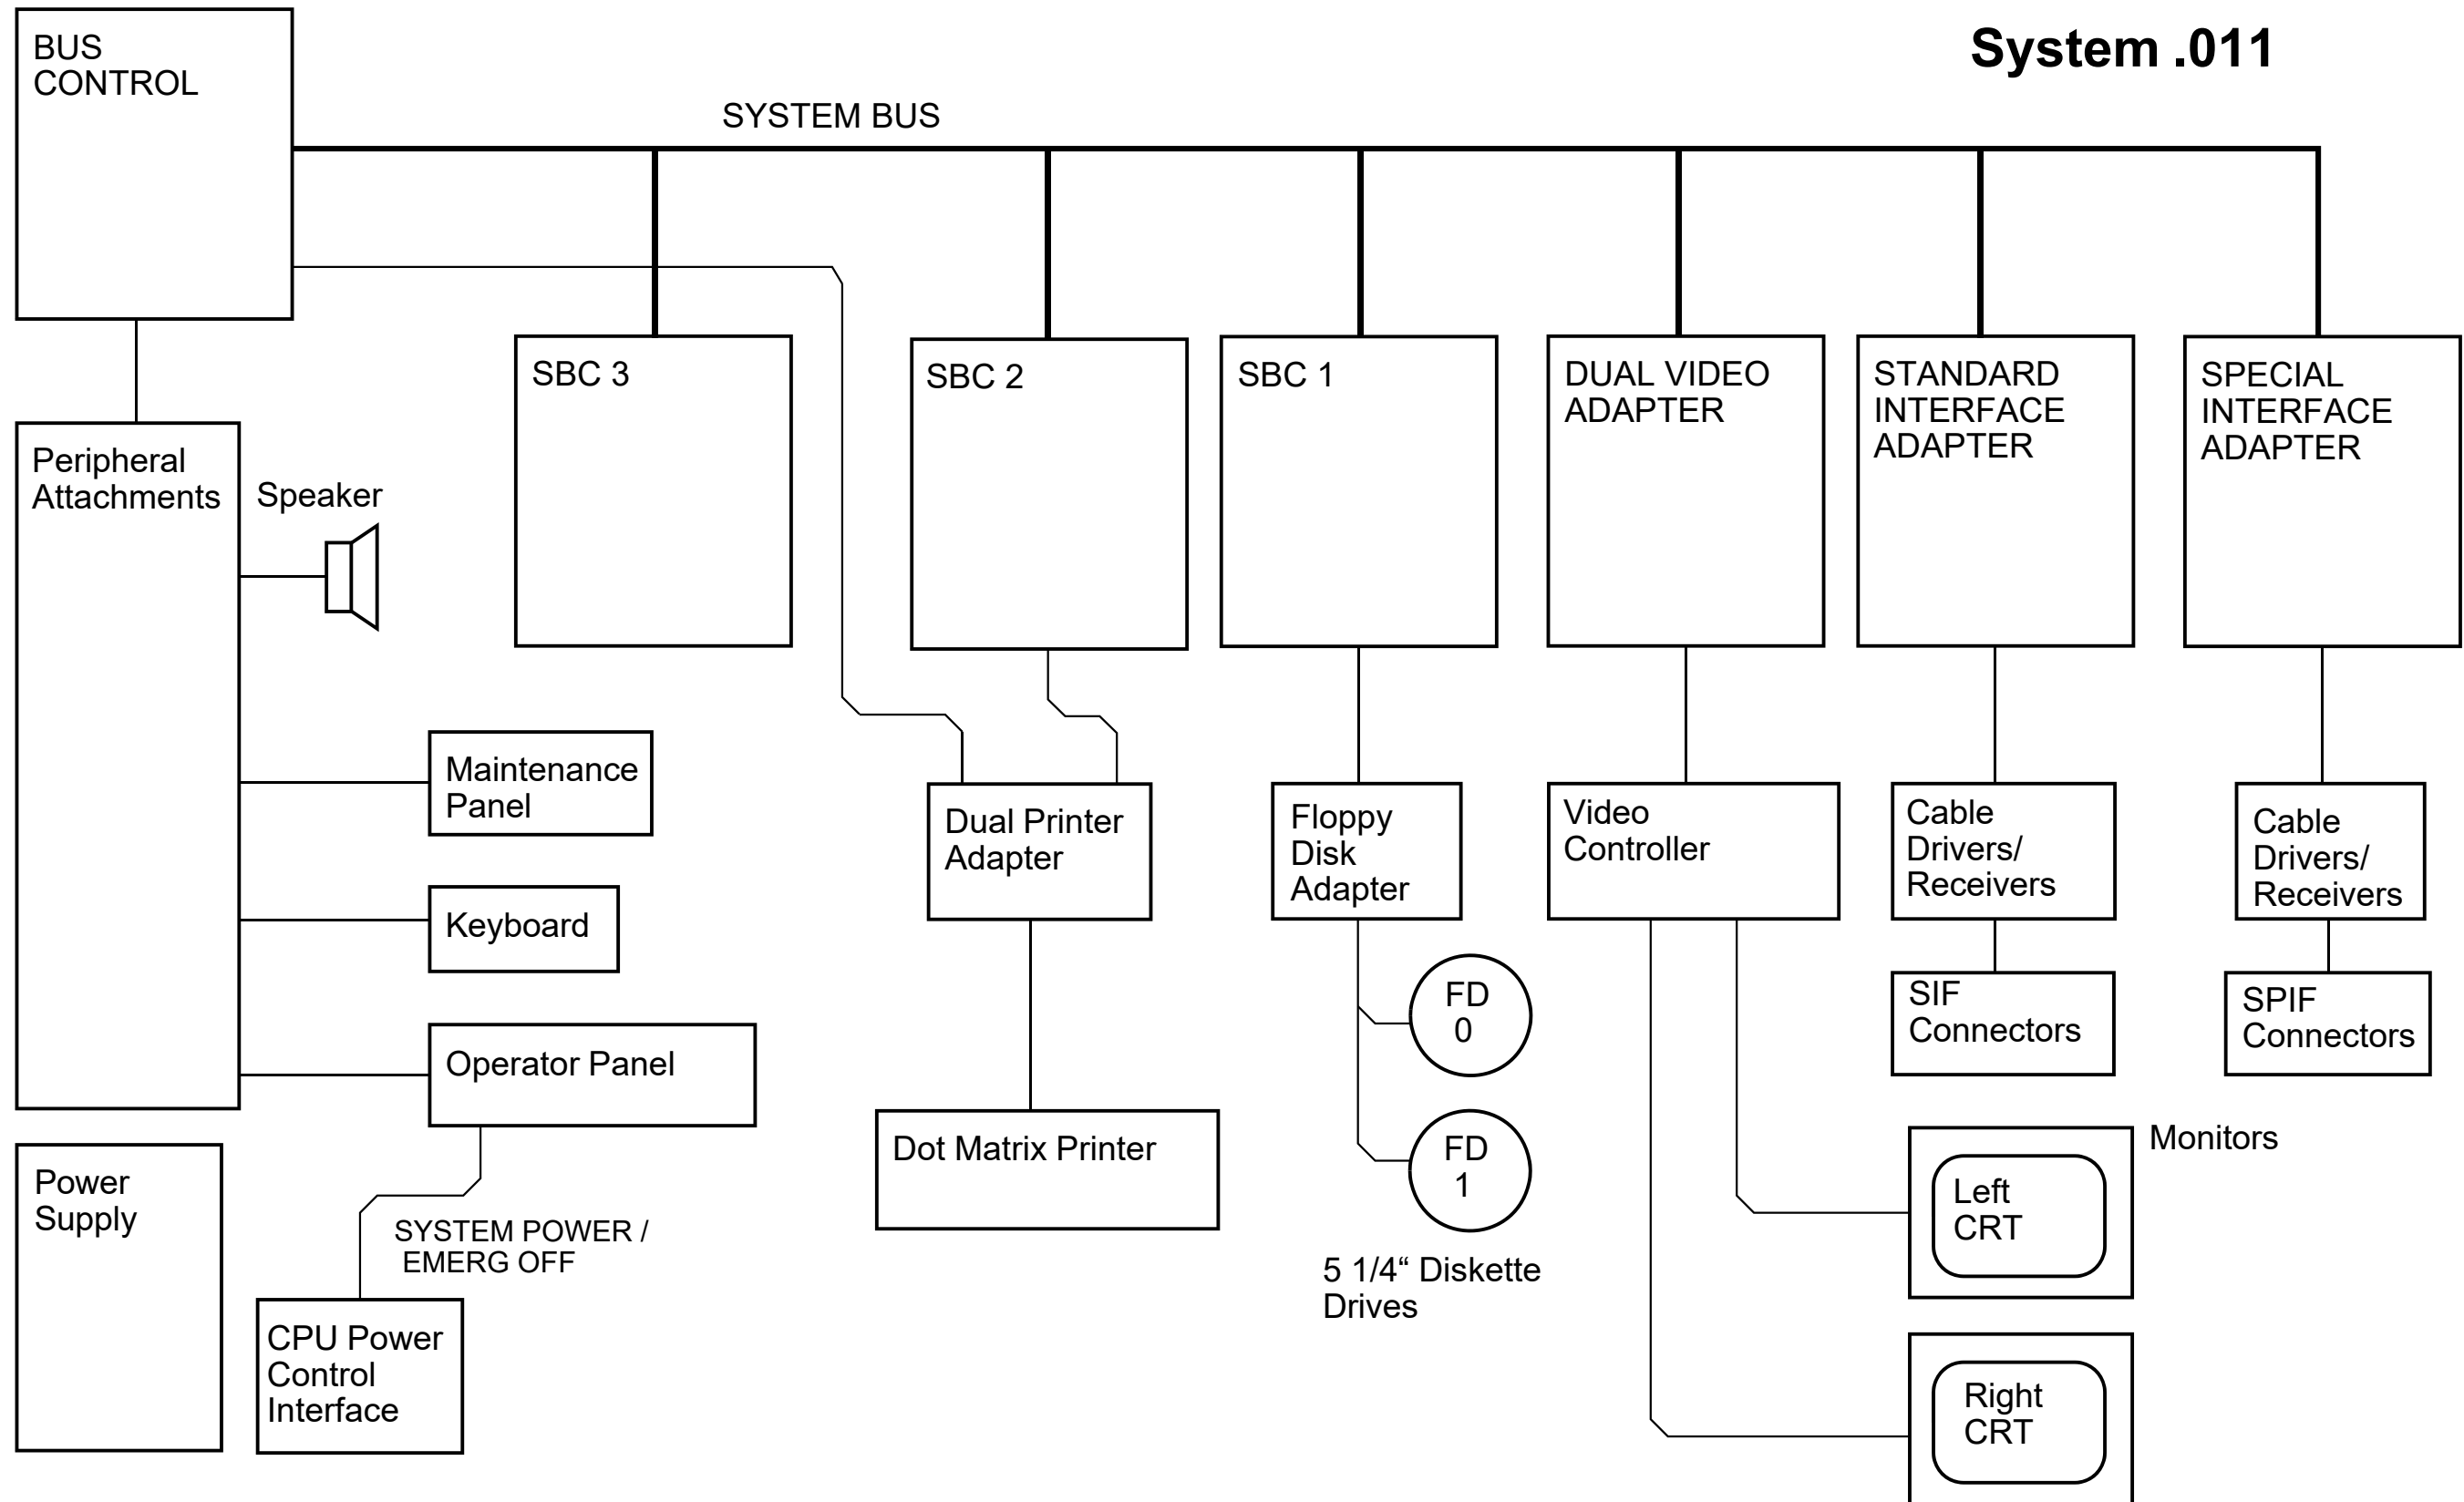 BUS
CONTROL
System .011
SYSTEM BUS
SBC 3
SBC 2
SBC 1
DUAL VIDEO
ADAPTER
STANDARD
INTERFACE
ADAPTER
SPECIAL
INTERFACE
ADAPTER
Peripheral
Attachments
Speaker
Maintenance
Panel
Keyboard
Operator Panel
Dual Printer
Adapter
Floppy
Disk
Adapter
Video
Controller
Cable
Drivers/
Receivers
Cable
Drivers/
Receivers
FD
0
SIF
Connectors
SPIF
Connectors
Dot Matrix Printer
FD
1
Monitors
Left
CRT
Power
Supply
SYSTEM POWER /
EMERG OFF
5 1/4“ Diskette
Drives
CPU Power
Control
Interface
Right
CRT